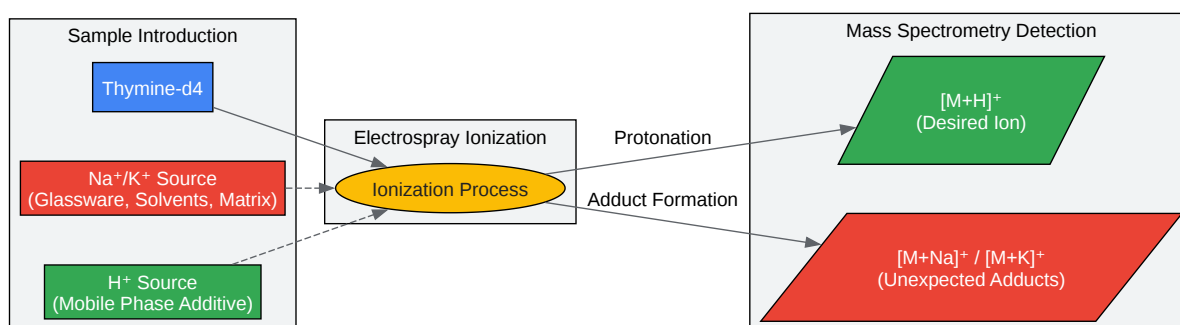 Sample Introduction
Thymine-d4
Na⁺/K⁺ Source
(Glassware, Solvents, Matrix)
H⁺ Source
(Mobile Phase Additive)
Electrospray Ionization
Ionization Process
Protonation
Adduct Formation
Mass Spectrometry Detection
[M+H]⁺
(Desired Ion)
[M+Na]⁺ / [M+K]⁺
(Unexpected Adducts)